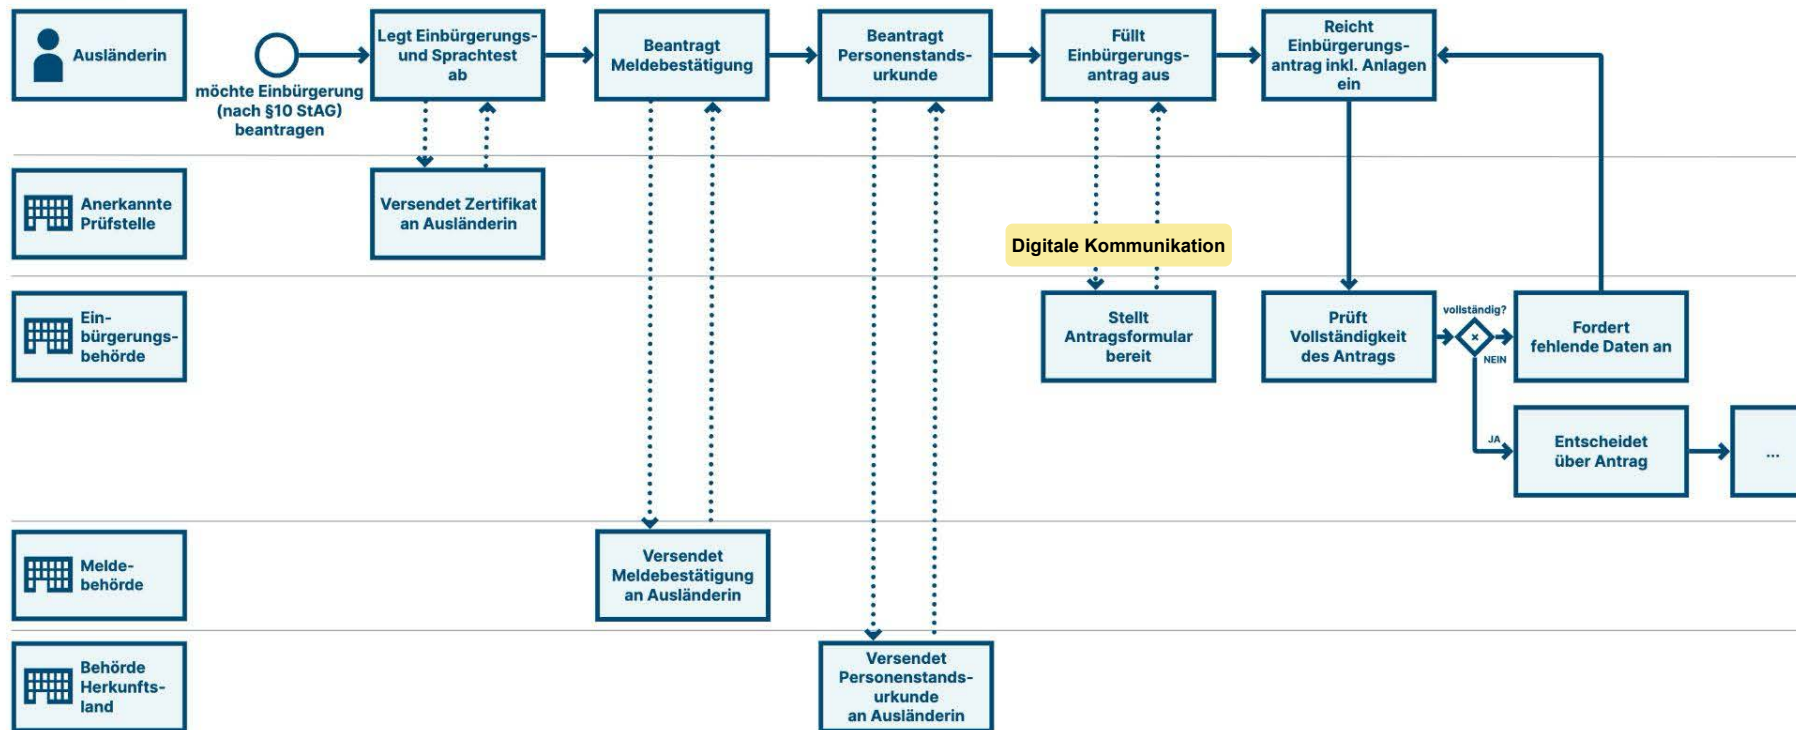 Ausländerin
möchte Einbürgerung
(nach §10 StAG)
beantragen
Legt Einbürgerungs-
und Sprachtest
ab
Beantragt
Meldebestätigung
Beantragt
Personenstands-
urkunde
Füllt
Einbürgerungs-
antrag aus
Reicht
Einbürgerungs-
antrag inkl. Anlagen
ein
Anerkannte
Prüfstelle
Versendet Zertifikat
an Ausländerin
Digitale Kommunikation
Ein-
bürgerungs-
behörde
Stellt
Antragsformular
bereit
Prüft
Vollständigkeit
des Antrags
vollständig?
×
NEIN
Fordert
fehlende Daten an
JA
Entscheidet
über Antrag
...
Melde-
behörde
Versendet
Meldebestätigung
an Ausländerin
Behörde
Herkunfts-
land
Versendet
Personenstands-
urkunde
an Ausländerin